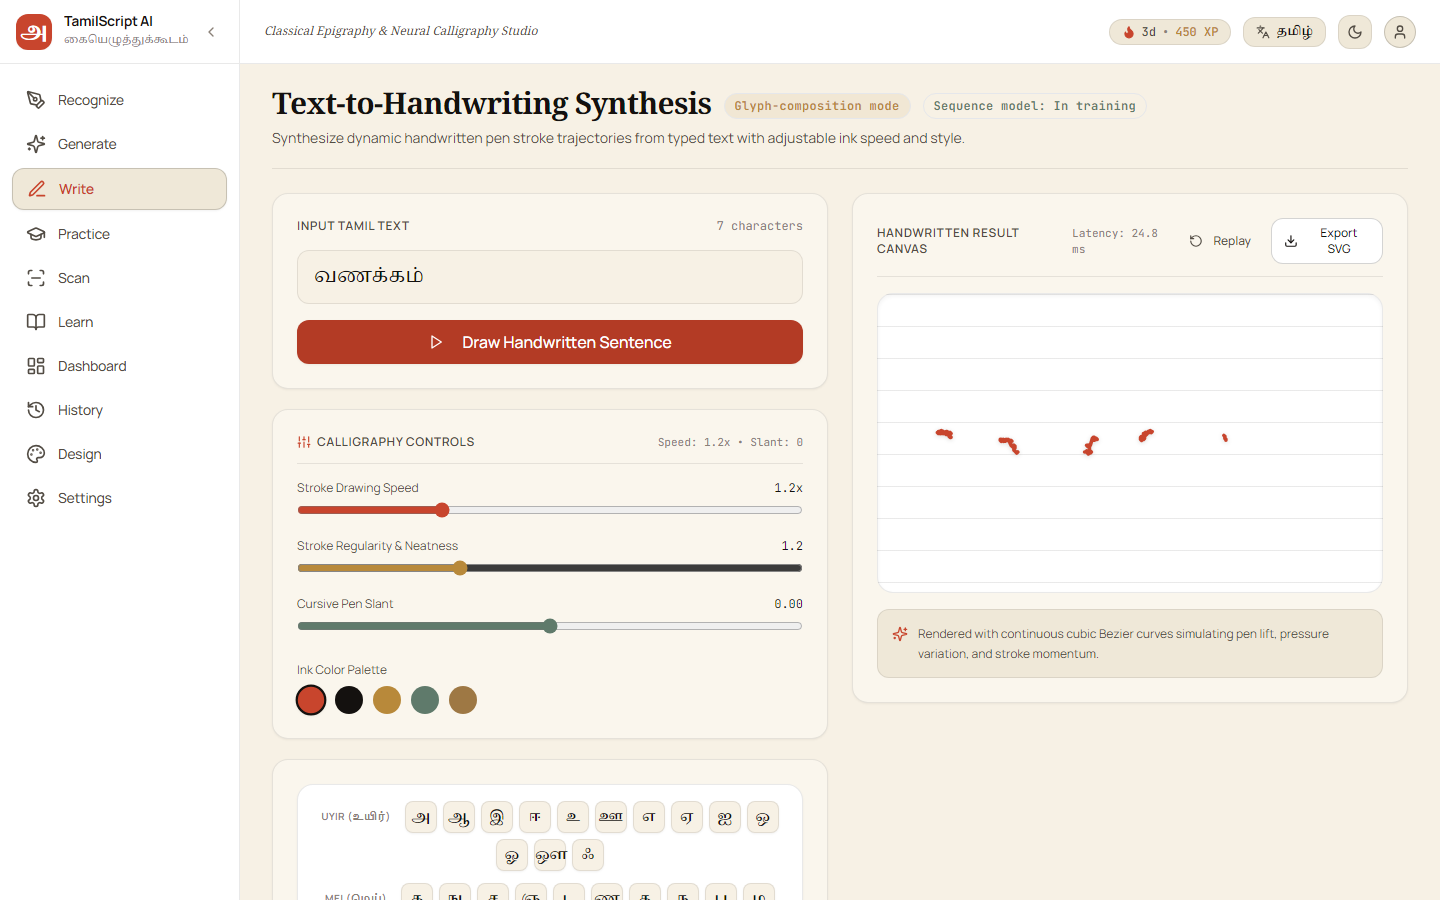 TamilScript AI
கையெழுத்துக்கூடம்
Classical Epigraphy & Neural Calligraphy Studio
3d • 450 XP
தமிழ்
Recognize
Generate
Write
Practice
Scan
Learn
Dashboard
History
Design
Settings
Text-to-Handwriting Synthesis
Glyph-composition mode
Sequence model: In training
Synthesize dynamic handwritten pen stroke trajectories from typed text with adjustable ink speed and style.
INPUT TAMIL TEXT
7 characters
வணக்கம்
Draw Handwritten Sentence
CALLIGRAPHY CONTROLS
Speed: 1.2x • Slant: 0
Stroke Drawing Speed
1.2x
Stroke Regularity & Neatness
1.2
Cursive Pen Slant
0.00
Ink Color Palette
UYIR (உயிர்)
அ ஆ இ ஈ உ ஊ எ ஏ ஐ ஒ
ஓ ஔ ஃ
MEI (மெய்)
HANDWRITTEN RESULT
CANVAS
Latency: 24.8
ms
Replay
Export
SVG
Rendered with continuous cubic Bezier curves simulating pen lift, pressure
variation, and stroke momentum.